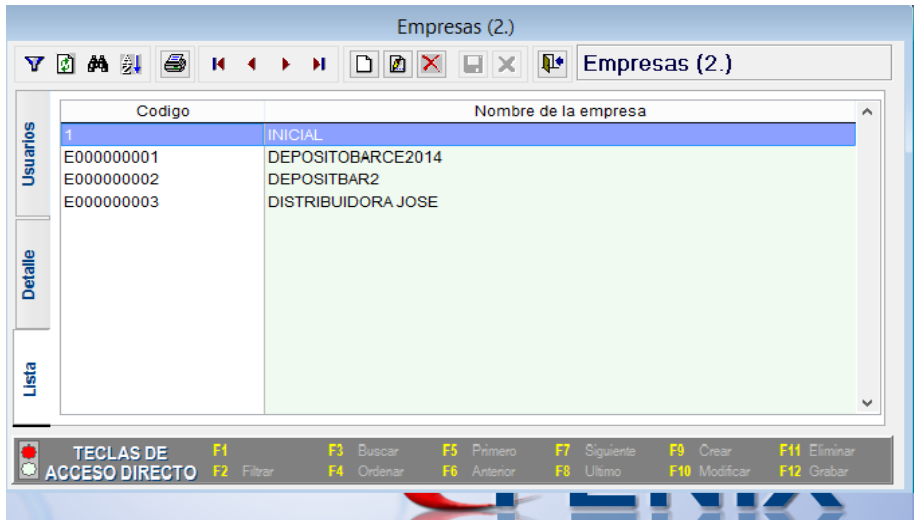 Empresas (2.)
Empresas (2.)
Usuarios
Detalle
Lista
Codigo Nombre de la empresa
1 INICIAL
E000000001 DEPOSITOBARCE2014
E000000002 DEPOSITBAR2
E000000003 DISTRIBUIDORA JOSE
TECLAS DE ACCESO DIRECTO
F1 F3 Buscar F5 Primero F7 Siguiente F9 Crear F11 Eliminar
F2 Filtrar F4 Ordenar F6 Anterior F8 Ultimo F10 Modificar F12 Grabar